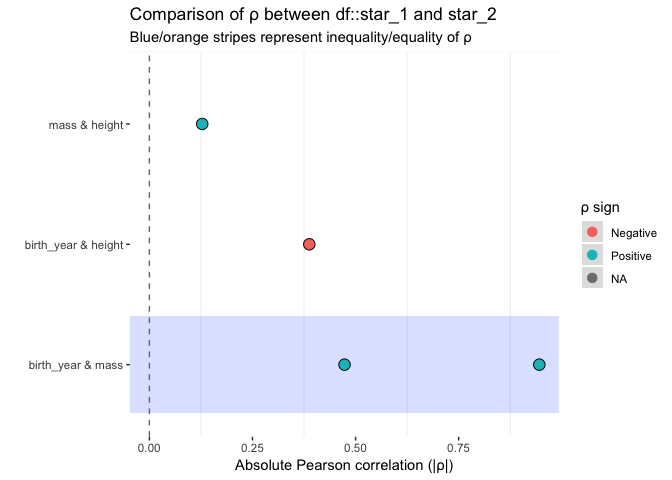 Comparison of ρ between df::star_1 and star_2
Blue/orange stripes represent inequality/equality of ρ
mass & height
birth_year & height
birth_year & mass
0.00 0.25 0.50 0.75
Absolute Pearson correlation (|ρ|)
ρ sign
Negative
Positive
NA